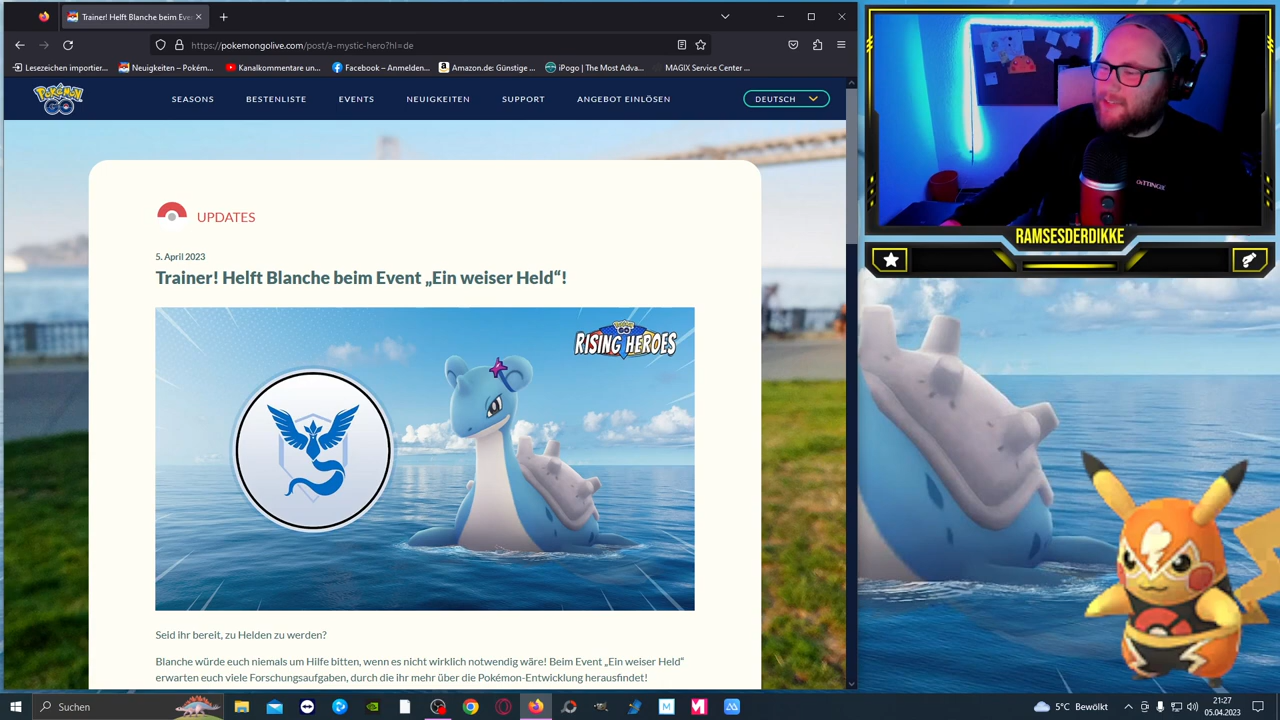 Trainer! Helft Blanche beim Eve
https://pokemongolive.com/post/a-mystic-hero?hl=de
Lesezeichen importier...
Neuigkeiten – Pokém...
Kanalkommentare un...
Facebook – Anmelden...
Amazon.de: Günstige ...
iPogo | The Most Adva...
MAGIX Service Center ...
Pokémon GO
SEASONS
BESTENLISTE
EVENTS
NEUIGKEITEN
SUPPORT
ANGEBOT EINLÖSEN
DEUTSCH
UPDATES
5. April 2023
Trainer! Helft Blanche beim Event „Ein weiser Held“!
Pokémon GO
RISING HEROES
Seid ihr bereit, zu Helden zu werden?
Blanche würde euch niemals um Hilfe bitten, wenn es nicht wirklich notwendig wäre! Beim Event „Ein weiser Held“
erwarten euch viele Forschungsaufgaben, durch die ihr mehr über die Pokémon-Entwicklung herausfindet!
RAMSESDERDIKKE
Suchen
5°C Bewölkt
21:27
05.04.2023